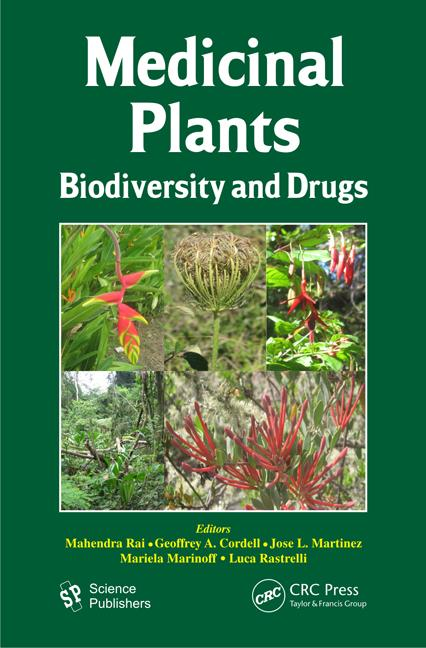 Medicinal
Plants
Biodiversity and Drugs
Editors
Mahendra Rai • Geoffrey A. Cordell • Jose L. Martinez
Mariela Marinoff • Luca Rastrelli
SP Science
Publishers
CRC CRC Press
Taylor & Francis Group